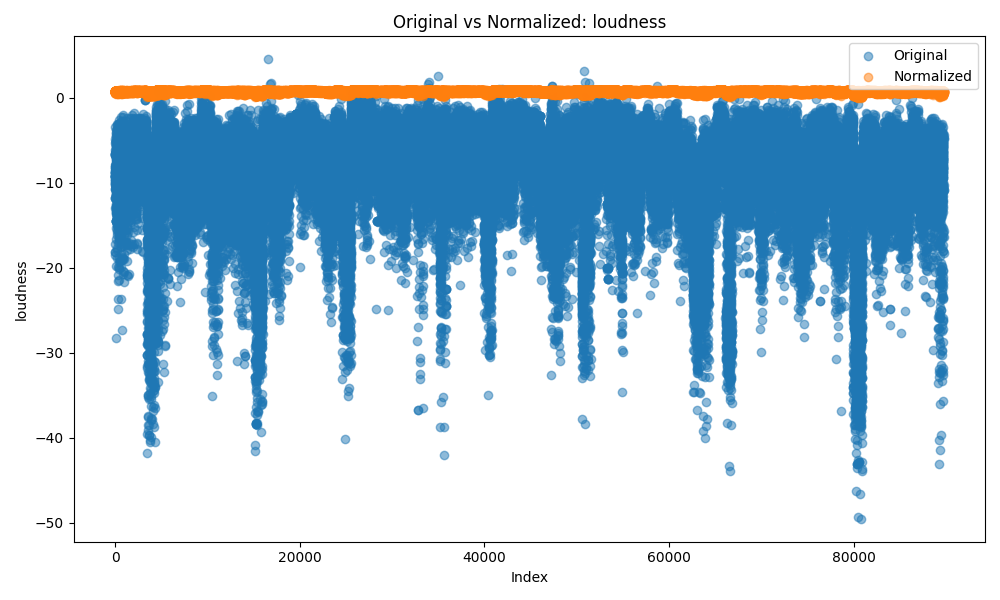 Original vs Normalized: loudness
Original
Normalized
0
−10
−20
−30
−40
−50
loudness
0
20000
40000
60000
80000
Index